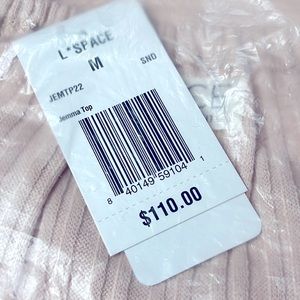 L*SPACE
M
JEMTP22 SND
Jemma Top
8 40149 59104 1
$110.00